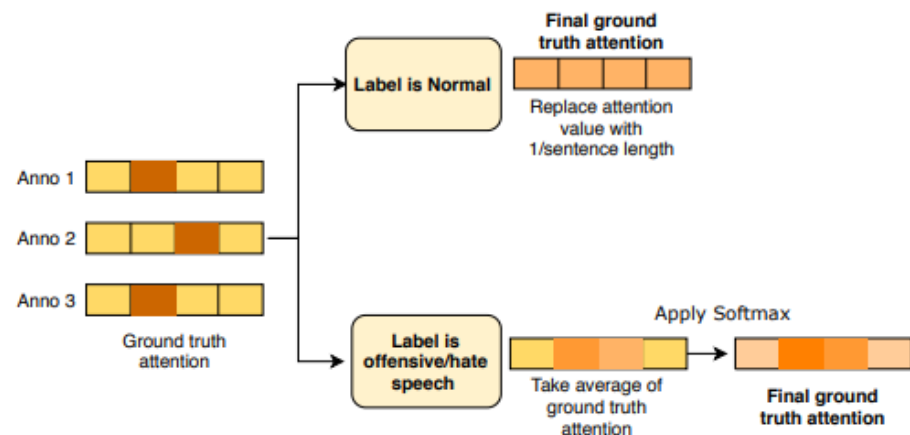 Final ground
truth attention
Label is Normal
Replace attention
value with
1/sentence length
Anno 1
Anno 2
Anno 3
Ground truth
attention
Label is
offensive/hate
speech
Take average of
ground truth
attention
Apply Softmax
Final ground
truth attention